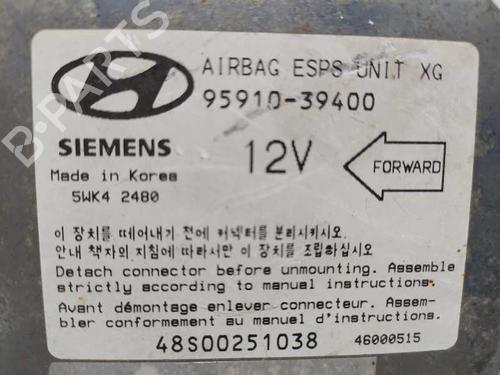 AIRBAG ESPS UNIT XG
95910-39400
SIEMENS
12V
FORWARD
Made in Korea
5WK4 2480
이 장치를 떼어내기 전에 커넥터를 분리시키시오.
안내 책자의 지침에 따라서만 이 장치를 조립하십시오
Detach connector before unmounting. Assemble
strictly according to manual instructions.
Avant démontage enlever connecteur. Assem-
bler conformement au manuel d'instructions.
48S00251038
46000515
B-PARTS